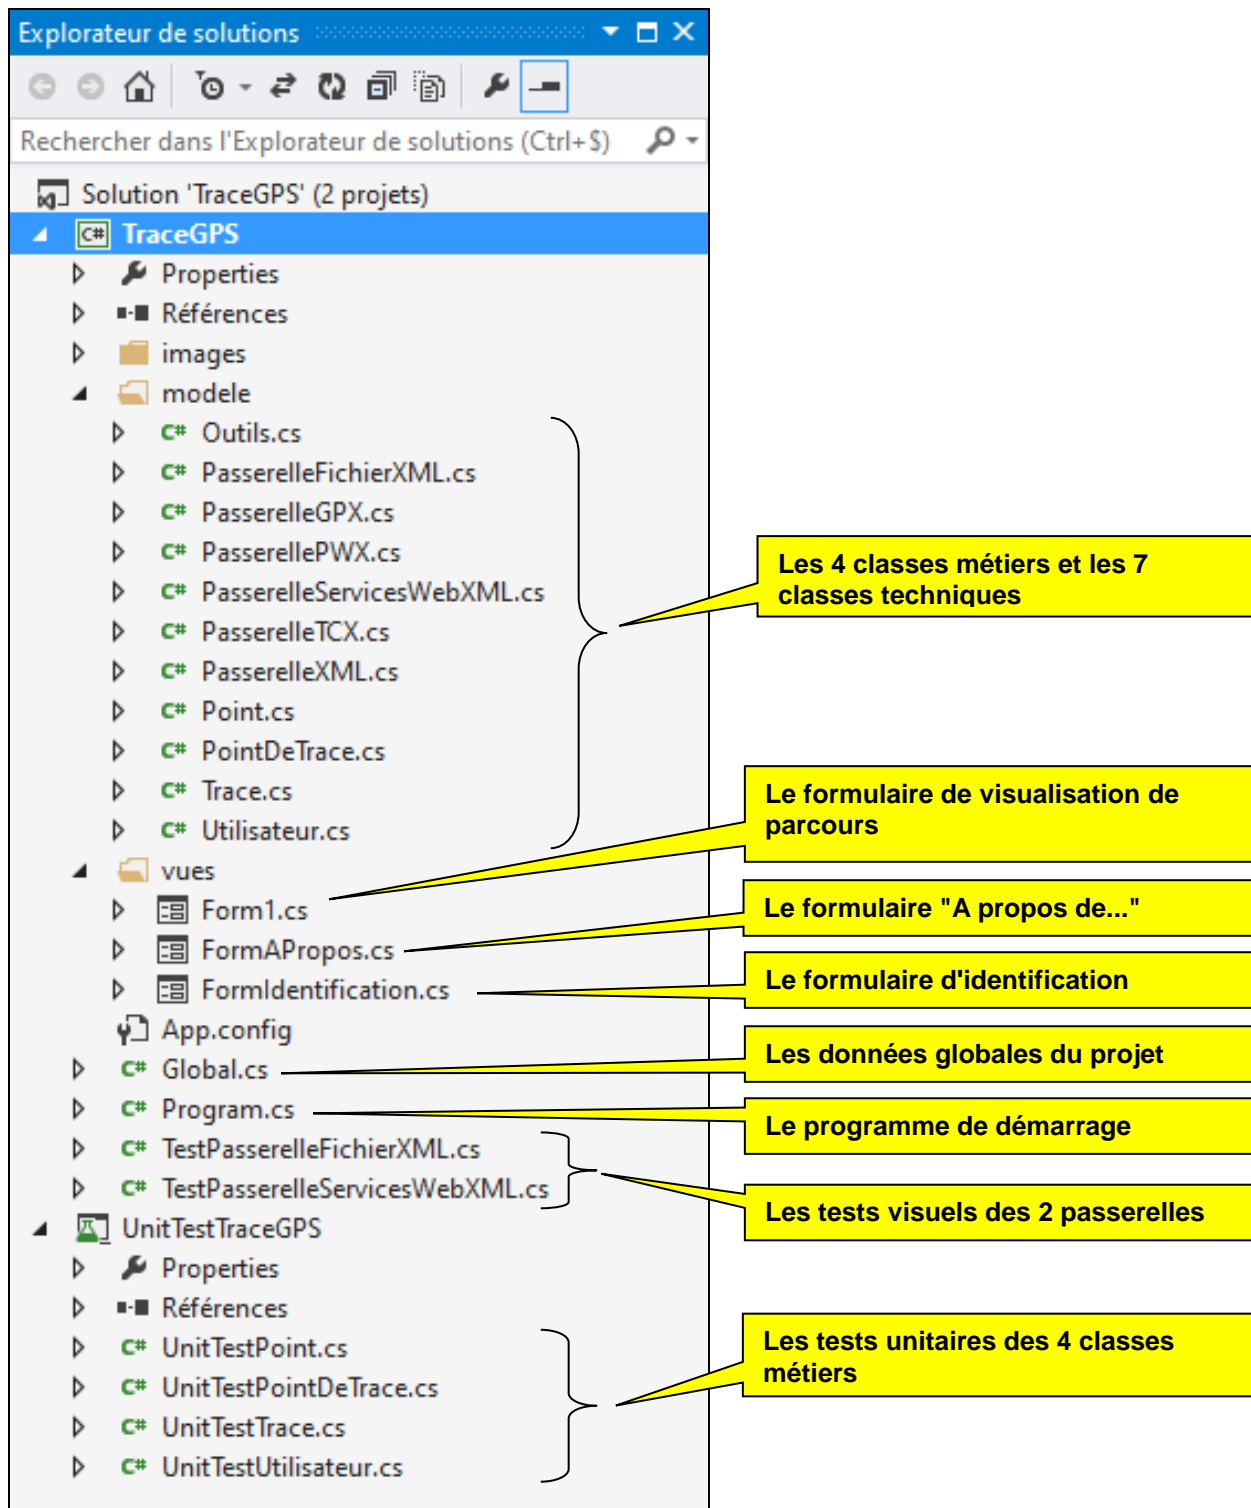 Explorateur de solutions
Rechercher dans l'Explorateur de solutions (Ctrl+$)
Solution 'TraceGPS' (2 projets)
C# TraceGPS
Properties
Références
images
modele
C# Outils.cs
C# PasserelleFichierXML.cs
C# PasserelleGPX.cs
C# PasserellePWX.cs
C# PasserelleServicesWebXML.cs
C# PasserelleTCX.cs
C# PasserelleXML.cs
C# Point.cs
C# PointDeTrace.cs
C# Trace.cs
C# Utilisateur.cs
Les 4 classes métiers et les 7
classes techniques
vues
Form1.cs
Le formulaire de visualisation de
parcours
FormAPropos.cs
Le formulaire "A propos de..."
FormIdentification.cs
Le formulaire d'identification
App.config
C# Global.cs
Les données globales du projet
C# Program.cs
Le programme de démarrage
C# TestPasserelleFichierXML.cs
C# TestPasserelleServicesWebXML.cs
Les tests visuels des 2 passerelles
UnitTestTraceGPS
Properties
Références
C# UnitTestPoint.cs
C# UnitTestPointDeTrace.cs
C# UnitTestTrace.cs
C# UnitTestUtilisateur.cs
Les tests unitaires des 4 classes
métiers